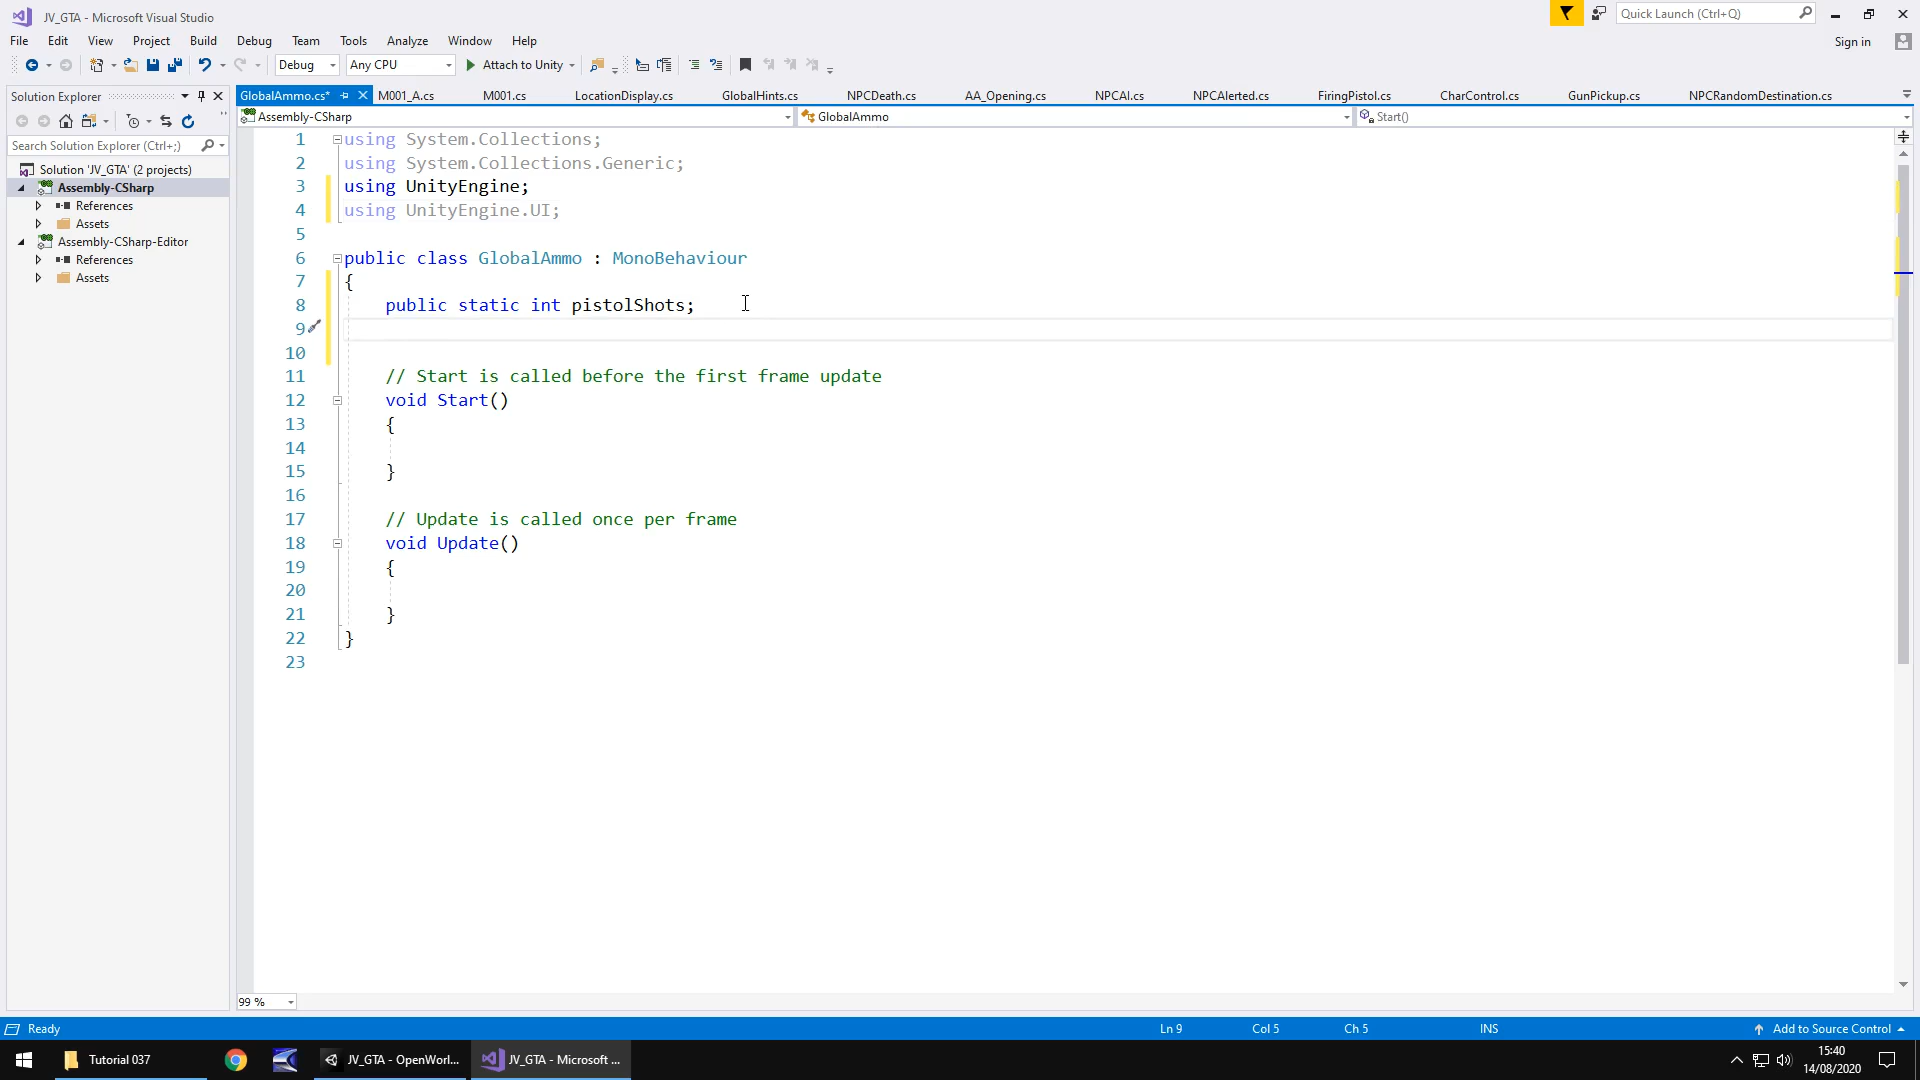 JV_GTA - Microsoft Visual Studio
Quick Launch (Ctrl+Q)
File Edit View Project Build Debug Team Tools Analyze Window Help
Sign in
Debug Any CPU Attach to Unity
Solution Explorer
GlobalAmmo.cs* M001_A.cs M001.cs LocationDisplay.cs GlobalHints.cs NPCDeath.cs AA_Opening.cs NPCAI.cs NPCAlerted.cs FiringPistol.cs CharControl.cs GunPickup.cs NPCRandomDestination.cs
Assembly-CSharp GlobalAmmo Start()
Search Solution Explorer (Ctrl+;)
Solution 'JV_GTA' (2 projects)
Assembly-CSharp
References
Assets
Assembly-CSharp-Editor
References
Assets
1 using System.Collections;
2 using System.Collections.Generic;
3 using UnityEngine;
4 using UnityEngine.UI;
5
6 public class GlobalAmmo : MonoBehaviour
7 {
8 public static int pistolShots;
9
10
11 // Start is called before the first frame update
12 void Start()
13 {
14
15 }
16
17 // Update is called once per frame
18 void Update()
19 {
20
21 }
22 }
23
99 %
Ready Ln 9 Col 5 Ch 5 INS Add to Source Control
Tutorial 037 JV_GTA - OpenWorl... JV_GTA - Microsoft ...
15:40
14/08/2020